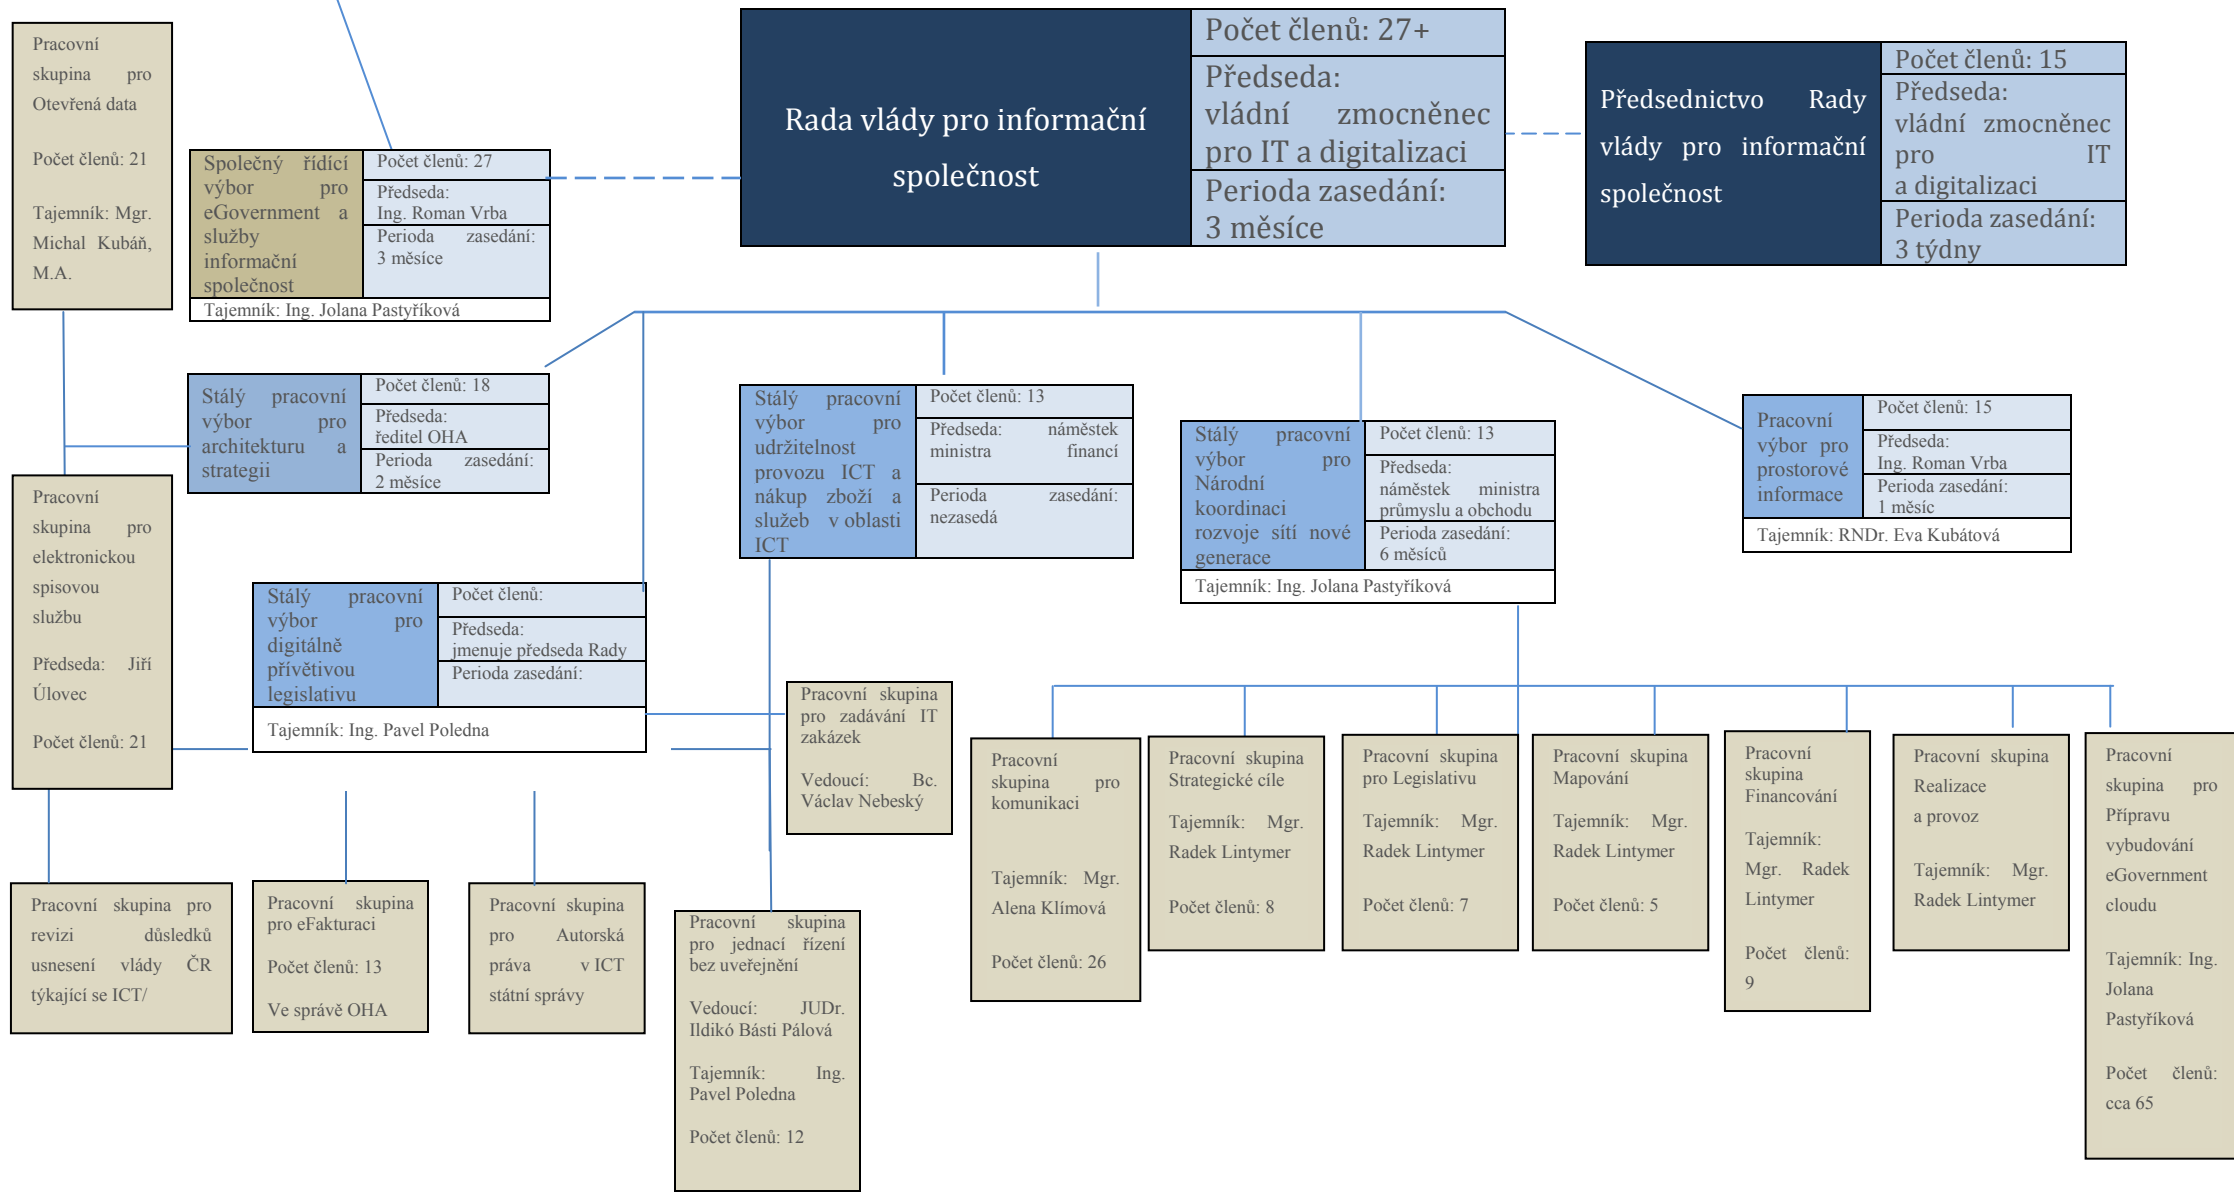 Pracovní
skupina pro
Otevřená data
Počet členů: 21
Tajemník: Mgr.
Michal Kubáň,
M.A.
Společný řídící
výbor pro
eGovernment a
služby
informační
společnost
Počet členů: 27
Předseda:
Ing. Roman Vrba
Perioda zasedání:
3 měsíce
Tajemník: Ing. Jolana Pastyříková
Rada vlády pro informační
společnost
Počet členů: 27+
Předseda:
vládní zmocněnec
pro IT a digitalizaci
Perioda zasedání:
3 měsíce
Předsednictvo Rady
vlády pro informační
společnost
Počet členů: 15
Předseda:
vládní zmocněnec
pro IT
a digitalizaci
Perioda zasedání:
3 týdny
Stálý pracovní
výbor pro
architekturu a
strategii
Počet členů: 18
Předseda:
ředitel OHA
Perioda zasedání:
2 měsíce
Stálý pracovní
výbor pro
udržitelnost
provozu ICT a
nákup zboží a
služeb v oblasti
ICT
Počet členů: 13
Předseda: náměstek
ministra financí
Perioda zasedání:
nezasedá
Stálý pracovní
výbor pro
Národní
koordinaci
rozvoje sítí nové
generace
Počet členů: 13
Předseda:
náměstek ministra
průmyslu a obchodu
Perioda zasedání:
6 měsíců
Tajemník: Ing. Jolana Pastyříková
Pracovní
výbor pro
prostorové
informace
Počet členů: 15
Předseda:
Ing. Roman Vrba
Perioda zasedání:
1 měsíc
Tajemník: RNDr. Eva Kubátová
Pracovní
skupina pro
elektronickou
spisovou
službu
Předseda: Jiří
Úlovec
Počet členů: 21
Stálý pracovní
výbor pro
digitálně
přívětivou
legislativu
Počet členů:
Předseda:
jmenuje předseda Rady
Perioda zasedání:
Tajemník: Ing. Pavel Poledna
Pracovní skupina
pro zadávání IT
zakázek
Vedoucí: Bc.
Václav Nebeský
Pracovní
skupina pro
komunikaci
Tajemník: Mgr.
Alena Klímová
Počet členů: 26
Pracovní skupina
Strategické cíle
Tajemník: Mgr.
Radek Lintymer
Počet členů: 8
Pracovní skupina
pro Legislativu
Tajemník: Mgr.
Radek Lintymer
Počet členů: 7
Pracovní skupina
Mapování
Tajemník: Mgr.
Radek Lintymer
Počet členů: 5
Pracovní
skupina
Financování
Tajemník:
Mgr. Radek
Lintymer
Počet členů:
9
Pracovní skupina
Realizace
a provoz
Tajemník: Mgr.
Radek Lintymer
Pracovní
skupina pro
Přípravu
vybudování
eGovernment
cloudu
Tajemník: Ing.
Jolana
Pastyříková
Počet členů:
cca 65
Pracovní skupina pro
revizi důsledků
usnesení vlády ČR
týkající se ICT/
Pracovní skupina
pro eFakturaci
Počet členů: 13
Ve správě OHA
Pracovní skupina
pro Autorská
práva v ICT
státní správy
Pracovní skupina
pro jednací řízení
bez uveřejnění
Vedoucí: JUDr.
Ildikó Básti Pálová
Tajemník: Ing.
Pavel Poledna
Počet členů: 12